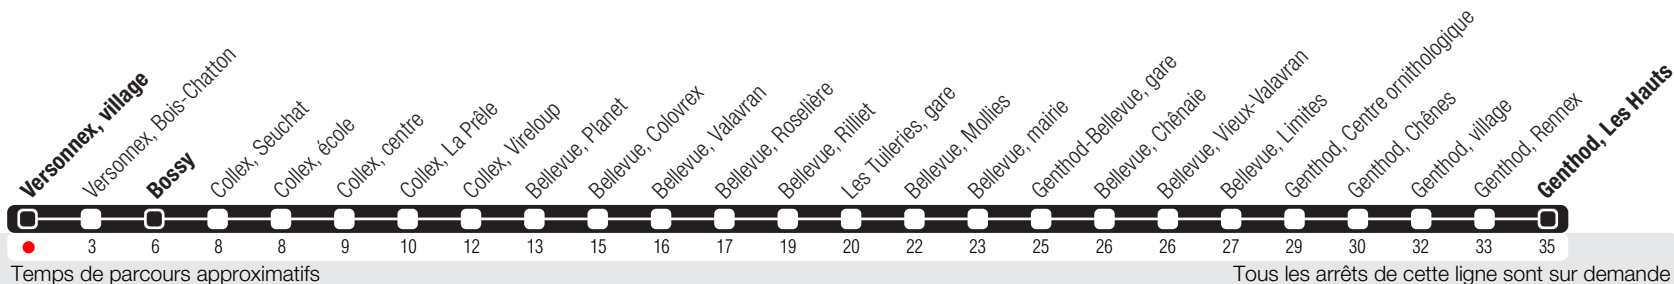 Versonnex, village
Versonnex, Bois-Chatton
Bossy
Collex, Seuchat
Collex, école
Collex, centre
Collex, La Prêle
Collex, Vireloup
Bellevue, Planet
Bellevue, Colovrex
Bellevue, Valavran
Bellevue, Roselière
Bellevue, Rilliet
Les Tuileries, gare
Bellevue, Mollies
Bellevue, mairie
Genthod-Bellevue, gare
Bellevue, Chênaie
Bellevue, Vieux-Valavran
Bellevue, Limites
Genthod, Centre ornithologique
Genthod, Chênes
Genthod, village
Genthod, Rennex
Genthod, Les Hauts
3 6 8 8 9 10 12 13 15 16 17 19 20 22 23 25 26 26 27 29 30 32 33 35
Temps de parcours approximatifs
Tous les arrêts de cette ligne sont sur demande